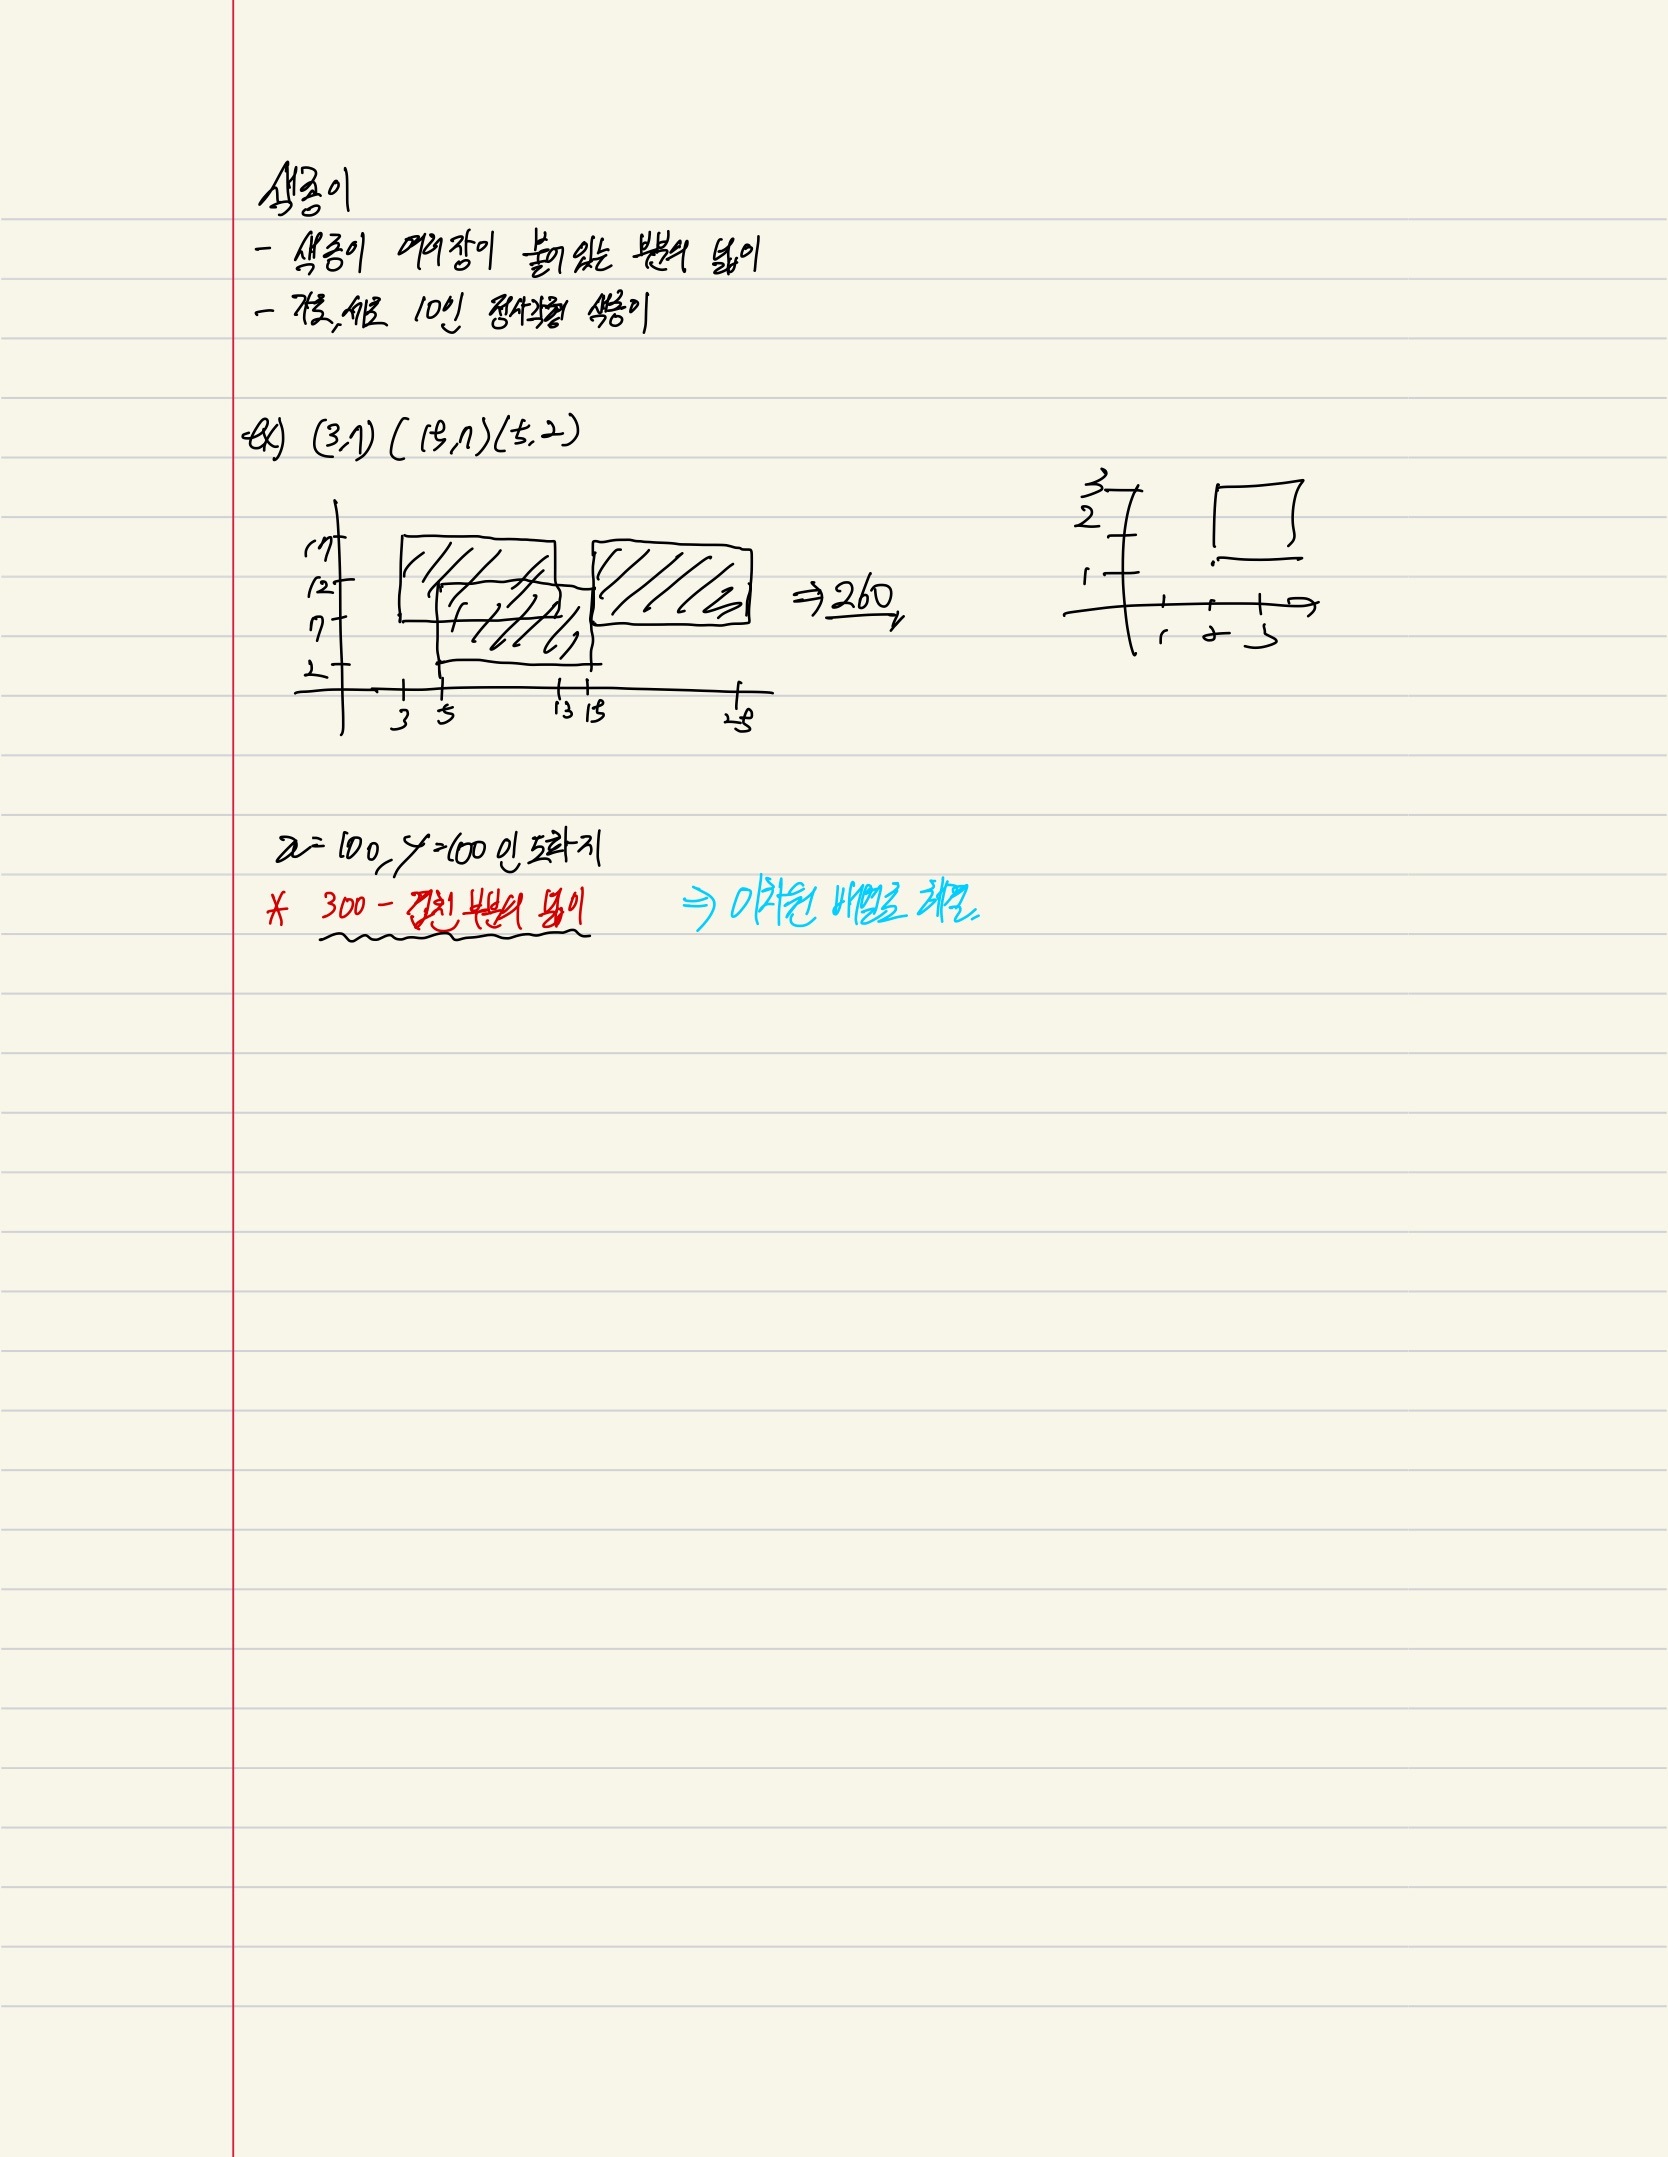 색종이
- 색종이 여러장이 붙어 있는 부분의 넓이
- 가로, 세로 10인 정사각형 색종이
ex) (3,7) (15,7) (5,2)
17
12
7
2
3 5 13 15 25
⇒ 260
3
2
1
1 2 3
x=100, y=100인 도화지
* 300 - 겹친 부분의 넓이 ⇒ 이차원 배열로 해결